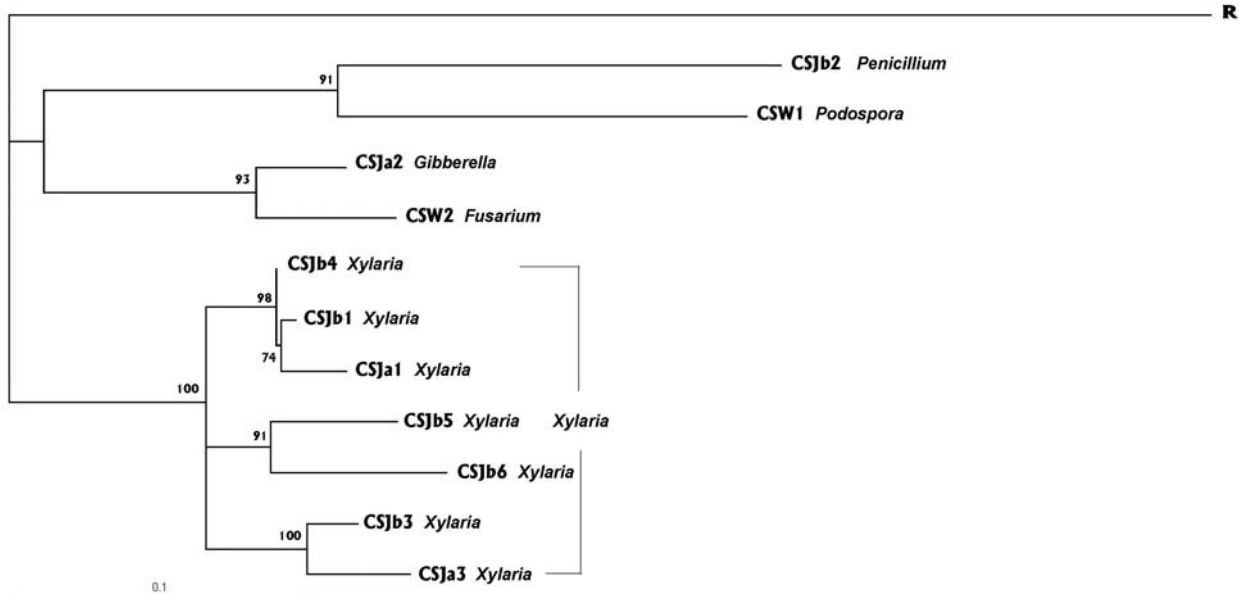 R
91
CSJb2 Penicillium
CSW1 Podospora
93
CSJa2 Gibberella
CSW2 Fusarium
CSJb4 Xylaria
98
CSJb1 Xylaria
74
CSJa1 Xylaria
100
CSJb5 Xylaria Xylaria
91
CSJb6 Xylaria
CSJb3 Xylaria
100
CSJa3 Xylaria
0.1